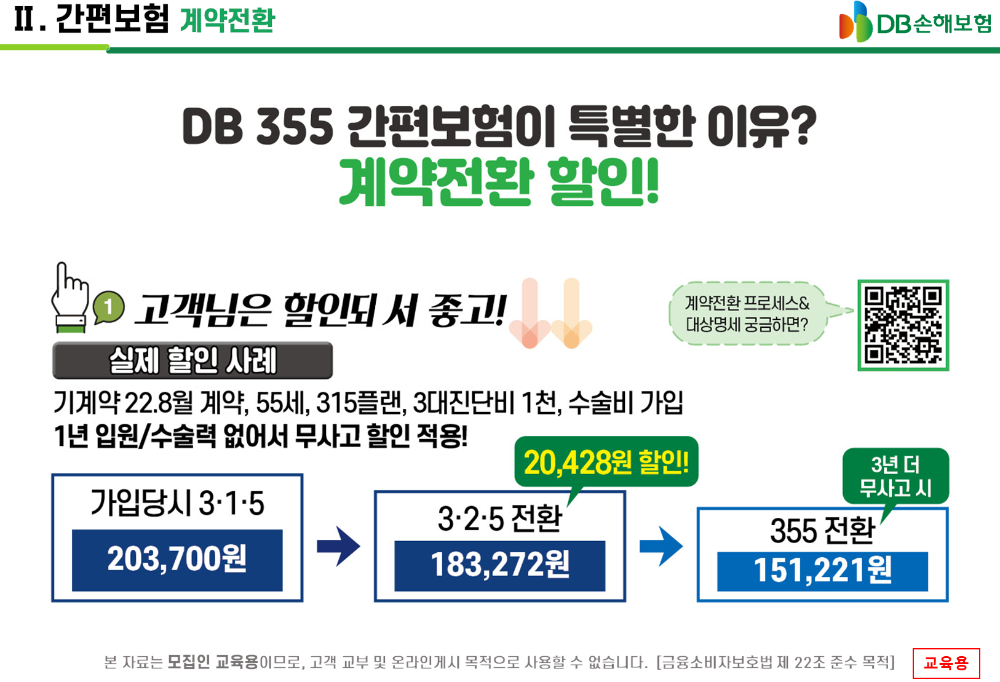 Ⅱ. 간편보험 계약전환
DB손해보험
DB 355 간편보험이 특별한 이유?
계약전환 할인!
1 고객님은 할인되서 좋고!
계약전환 프로세스&
대상명세 궁금하면?
실제 할인 사례
기계약 22.8월 계약, 55세, 315플랜, 3대진단비 1천, 수술비 가입
1년 입원/수술력 없어서 무사고 할인 적용!
20,428원 할인!
3년 더
무사고 시
가입당시 3·1·5
203,700원
3·2·5 전환
183,272원
355 전환
151,221원
본 자료는 모집인 교육용이므로, 고객 교부 및 온라인게시 목적으로 사용할 수 없습니다. [금융소비자보호법 제 22조 준수 목적]
교육용